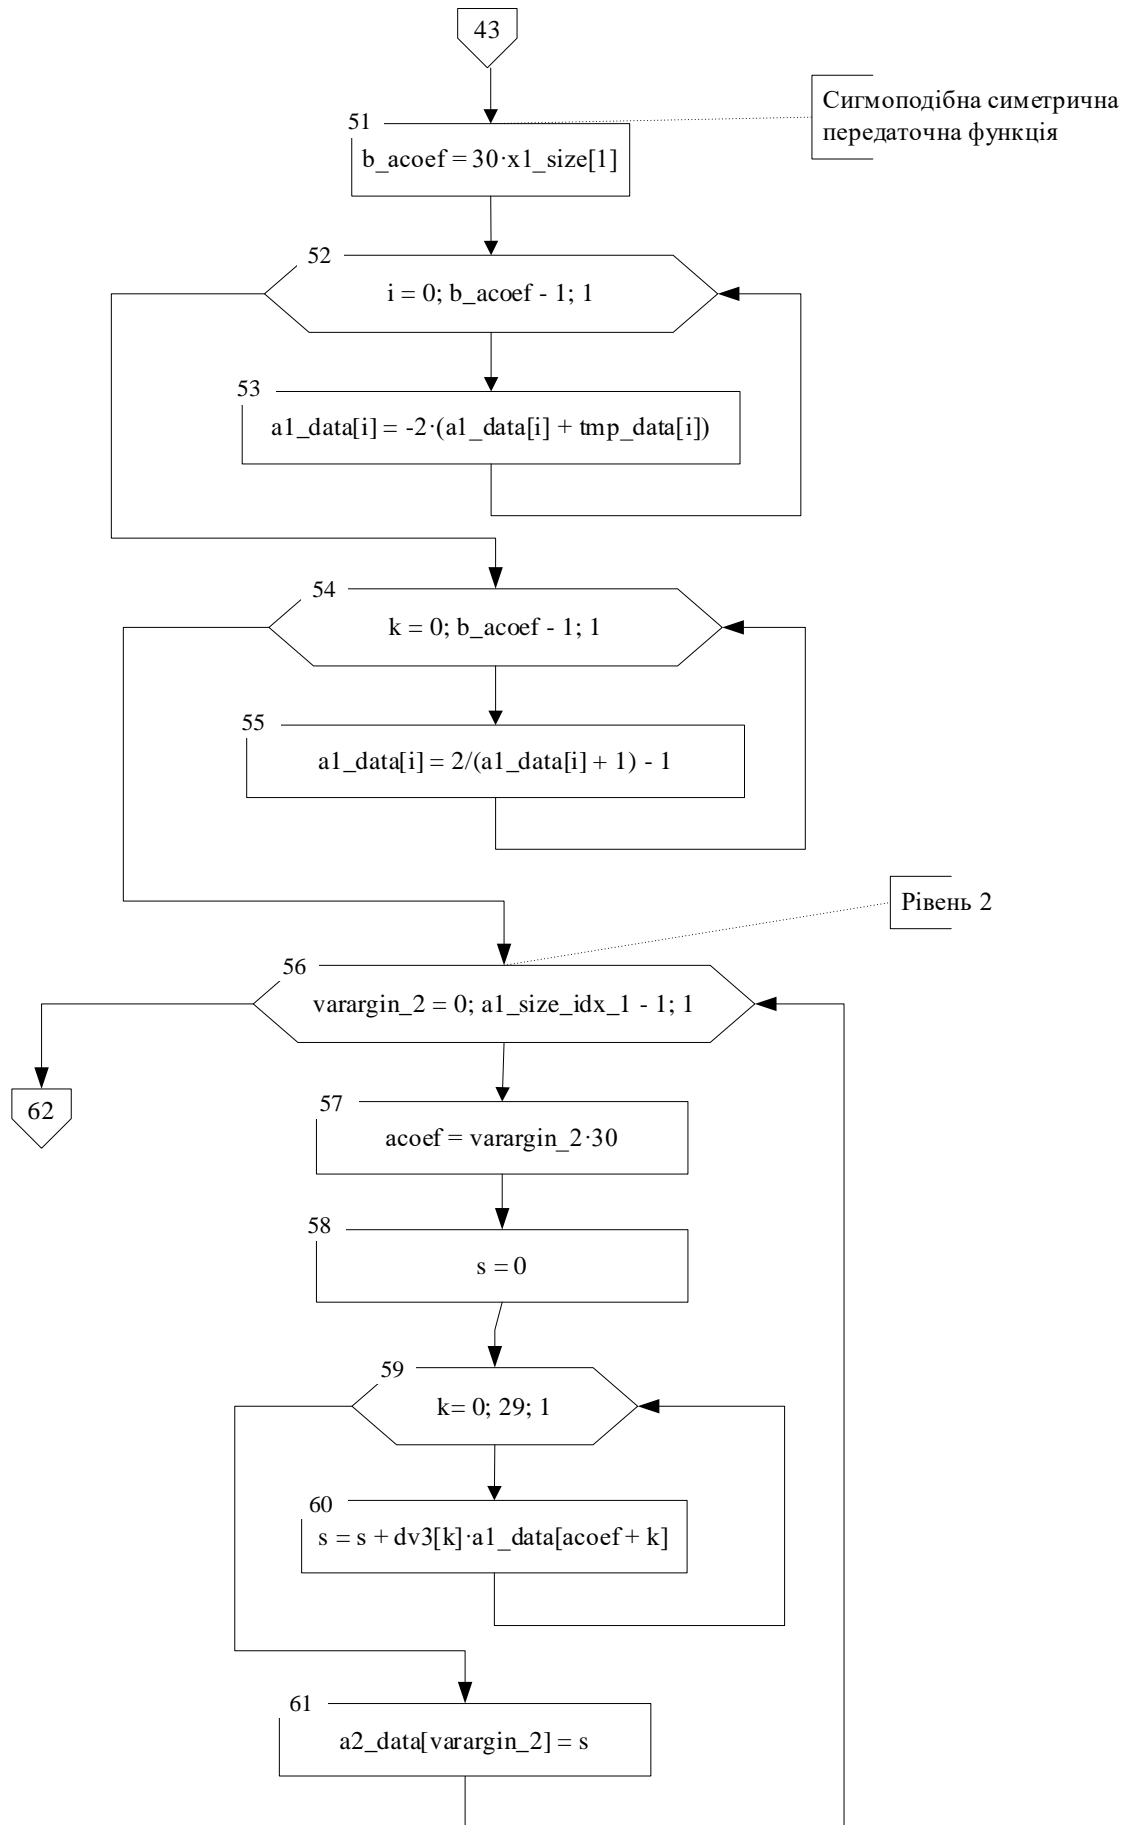 43
Сигмоподібна симетрична
передаточна функція
51
b_acoef = 30·x1_size[1]
52
i = 0; b_acoef - 1; 1
53
a1_data[i] = -2·(a1_data[i] + tmp_data[i])
54
k = 0; b_acoef - 1; 1
55
a1_data[i] = 2/(a1_data[i] + 1) - 1
Рівень 2
56
varargin_2 = 0; a1_size_idx_1 - 1; 1
62
57
acoef = varargin_2·30
58
s = 0
59
k= 0; 29; 1
60
s = s + dv3[k]·a1_data[acoef + k]
61
a2_data[varargin_2] = s